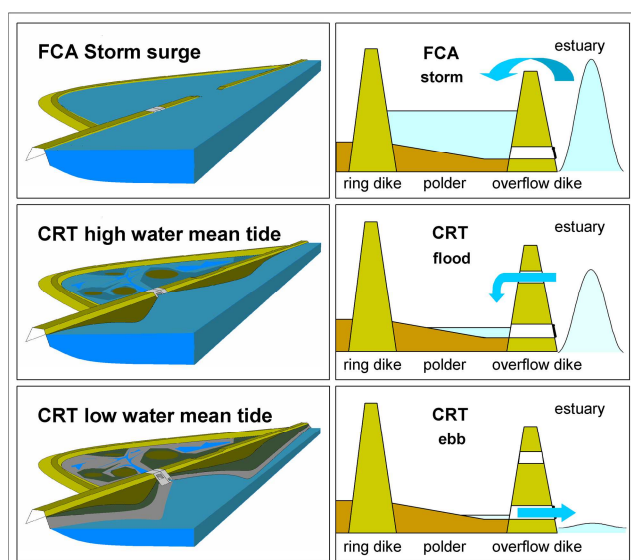 FCA Storm surge
FCA
storm
estuary
ring dike polder overflow dike
CRT high water mean tide
CRT
flood
estuary
ring dike polder overflow dike
CRT low water mean tide
CRT
ebb
estuary
ring dike polder overflow dike